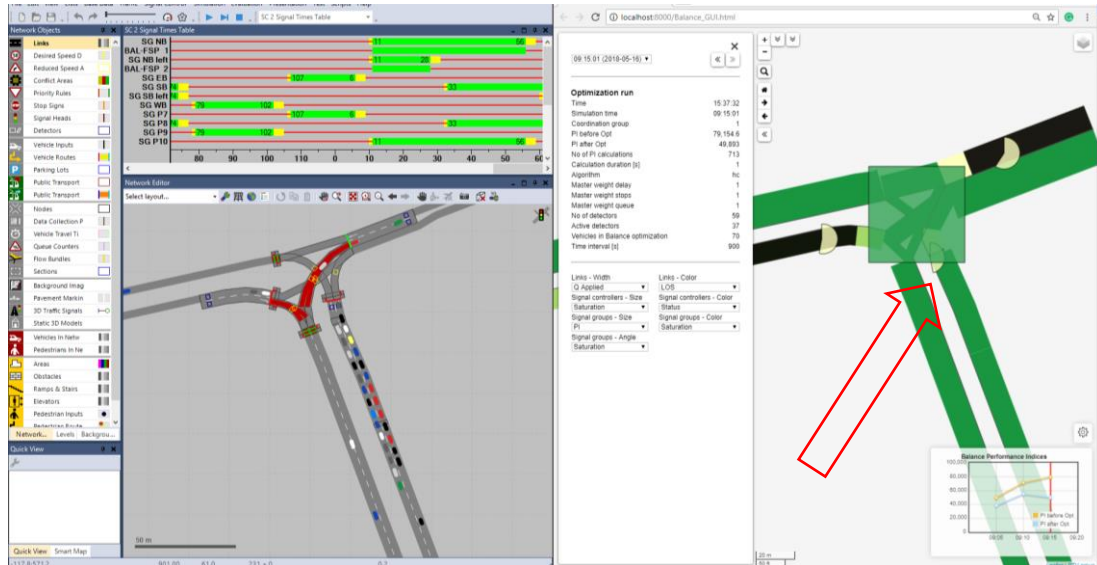 SC 2 Signal Times Table
Network Objects
Links
Desired Speed D
Reduced Speed A
Conflict Areas
Priority Rules
Stop Signs
Signal Heads
Detectors
Vehicle Inputs
Vehicle Routes
Parking Lots
Public Transport
Public Transport
Nodes
Data Collection P
Vehicle Travel Ti
Queue Counters
Flow Bundles
Sections
Background Imag
Pavement Markin
3D Traffic Signals
Static 3D Models
Vehicles In Netw
Pedestrians In Ne
Areas
Obstacles
Ramps & Stairs
Elevators
Pedestrian Inputs
Pedestrian Route
Network... Levels Backgrou...
Quick View
Quick View Smart Map
SC 2 Signal Times Table
SG NB 11 56
BAL-FSP 1
SG NB left 11 28
BAL-FSP 2
SG EB 107 6
SG SB 33
SG SB left
SG WB 79 102
SG P7 107 6
SG P8 33
SG P9 79 102
SG P10 11 56
80 90 100 110 0 10 20 30 40 50 60
Network Editor
Select layout...
50 m
localhost:8000/Balance_GUI.html
09:15:01 (2018-05-16)
Optimization run
Time 15:37:32
Simulation time 09:15:01
Coordination group 1
PI before Opt 79,154.6
PI after Opt 49,893
No of PI calculations 713
Calculation duration [s] 1
Algorithm hc
Master weight delay 1
Master weight stops 1
Master weight queue 1
No of detectors 59
Active detectors 37
Vehicles in Balance optimization 70
Time interval [s] 900
Links - Width Links - Color
Q Applied LOS
Signal controllers - Size Signal controllers - Color
Saturation Status
Signal groups - Size Signal groups - Color
PI Saturation
Signal groups - Angle
Saturation
Balance Performance Indices
100,000
80,000
60,000
40,000
20,000
0
09:05 09:10 09:15 09:20
PI before Opt
PI after Opt
20 m